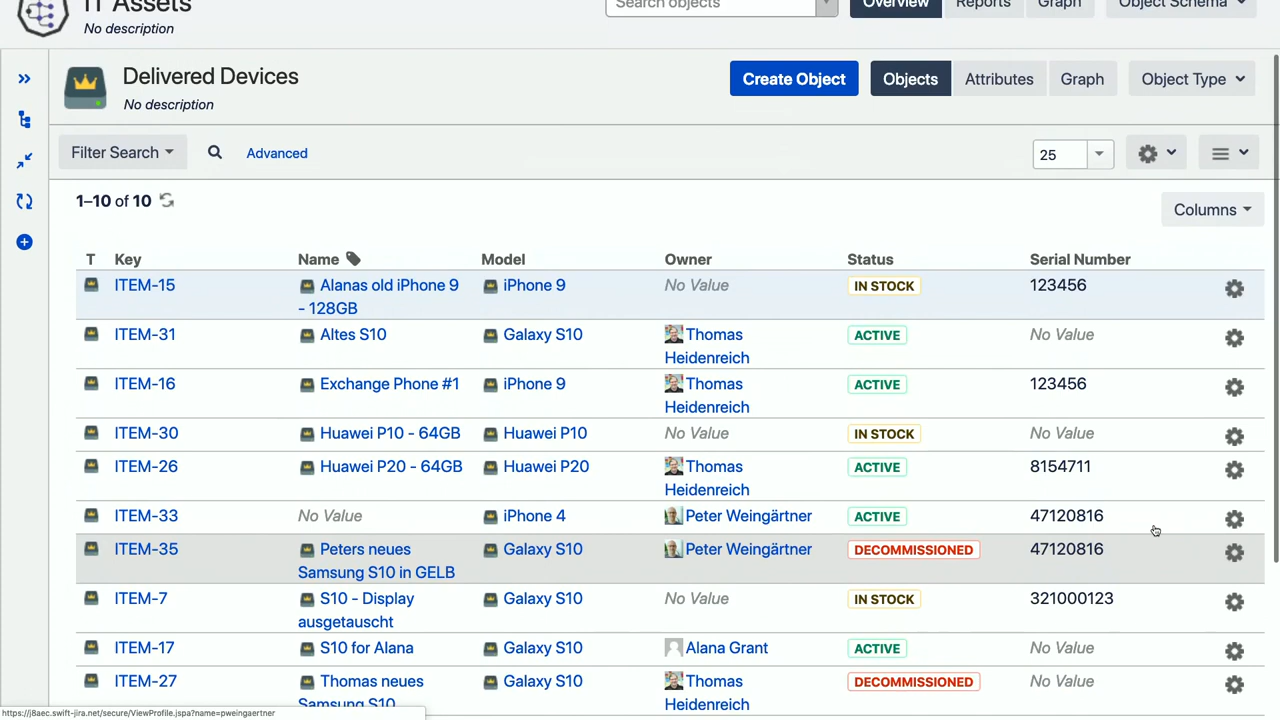 IT Assets
No description
Search objects
Overview
Reports
Graph
Object Schema
Delivered Devices
No description
Create Object
Objects
Attributes
Graph
Object Type
Filter Search
Advanced
25
1–10 of 10
Columns
T Key Name Model Owner Status Serial Number
ITEM-15 Alanas old iPhone 9 iPhone 9 No Value IN STOCK 123456
- 128GB
ITEM-31 Altes S10 Galaxy S10 Thomas ACTIVE No Value
Heidenreich
ITEM-16 Exchange Phone #1 iPhone 9 Thomas ACTIVE 123456
Heidenreich
ITEM-30 Huawei P10 - 64GB Huawei P10 No Value IN STOCK No Value
ITEM-26 Huawei P20 - 64GB Huawei P20 Thomas ACTIVE 8154711
Heidenreich
ITEM-33 No Value iPhone 4 Peter Weingärtner ACTIVE 47120816
ITEM-35 Peters neues Galaxy S10 Peter Weingärtner DECOMMISSIONED 47120816
Samsung S10 in GELB
ITEM-7 S10 - Display Galaxy S10 No Value IN STOCK 321000123
ausgetauscht
ITEM-17 S10 for Alana Galaxy S10 Alana Grant ACTIVE No Value
ITEM-27 Thomas neues Galaxy S10 Thomas DECOMMISSIONED No Value
Samsung S10 Heidenreich
https://j8aec.swift-jira.net/secure/ViewProfile.jspa?name=pweingaertner